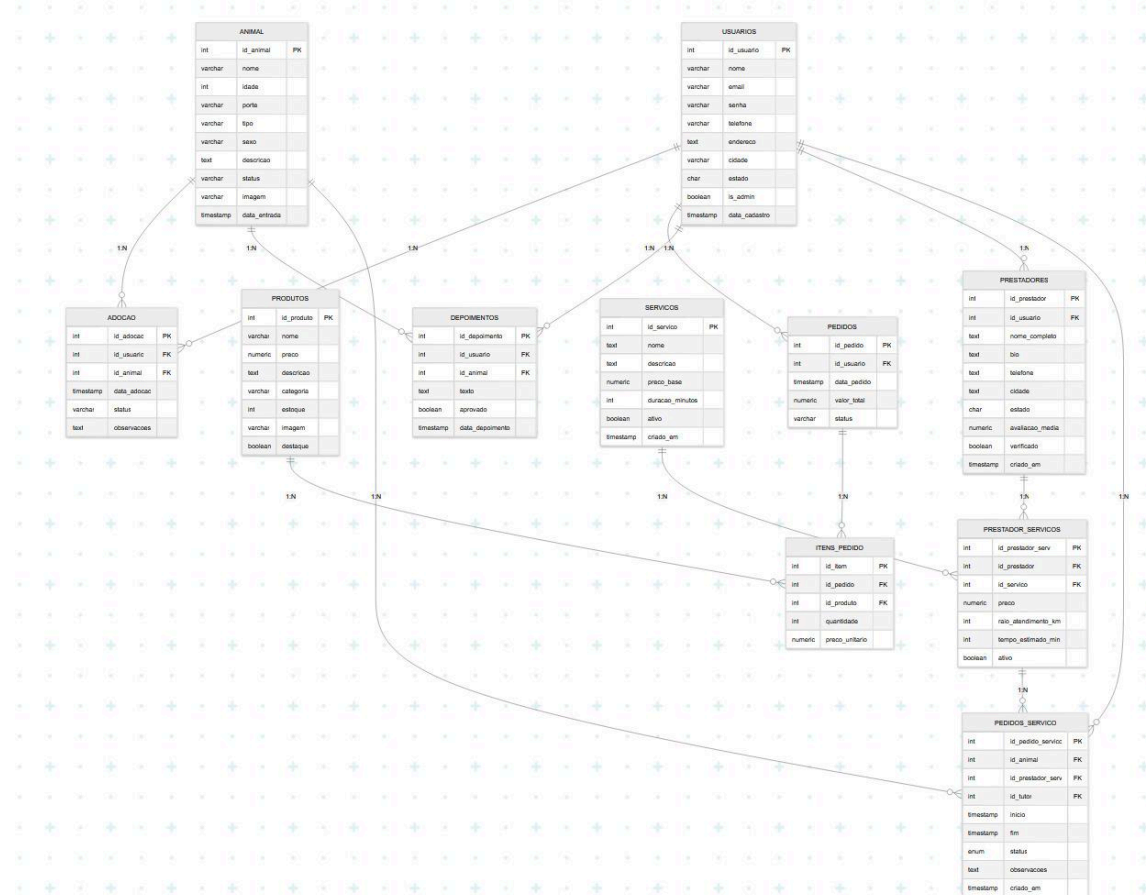 ANIMAL
int id_animal PK
varchar nome
int idade
varchar porte
varchar tipo
varchar sexo
text descricao
varchar status
varchar imagem
timestamp data_entrada
USUARIOS
int id_usuario PK
varchar nome
varchar email
varchar senha
varchar telefone
text endereco
varchar cidade
char estado
boolean is_admin
timestamp data_cadastro
1:N
1:N
1:N
1:N
1:N
1:N
ADOCAO
int id_adocac PK
int id_usuaric FK
int id_animal FK
timestamp data_adocac
varchar status
text observacoes
PRODUTOS
int id_produto PK
varchar nome
numeric preco
text descricao
varchar categoria
int estoque
varchar imagem
boolean destaque
DEPOIMENTOS
int id_depoimento PK
int id_usuario FK
int id_animal FK
text texto
boolean aprovado
timestamp data_depoimento
SERVICOS
int id_servico PK
text nome
text descricao
numeric preco_base
int duracao_minutos
boolean ativo
timestamp criado_em
PEDIDOS
int id_pedido PK
int id_usuario FK
timestamp data_pedido
numeric valor_total
varchar status
PRESTADORES
int id_prestador PK
int id_usuario FK
text nome_completo
text bio
text telefone
text cidade
char estado
numeric avaliacao_media
boolean verificado
timestamp criado_em
1:N
1:N
1:N
1:N
1:N
1:N
ITENS_PEDIDO
int id_item PK
int id_pedido FK
int id_produto FK
int quantidade
numeric preco_unitario
PRESTADOR_SERVICOS
int id_prestador_serv PK
int id_prestador FK
int id_servico FK
numeric preco
int raio_atendimento_km
int tempo_estimado_min
boolean ativo
1:N
PEDIDOS_SERVICO
int id_pedido_servicc PK
int id_animal FK
int id_prestador_serv FK
int id_tutor FK
timestamp inicio
timestamp fim
enum status
text observacoes
timestamp criado_em